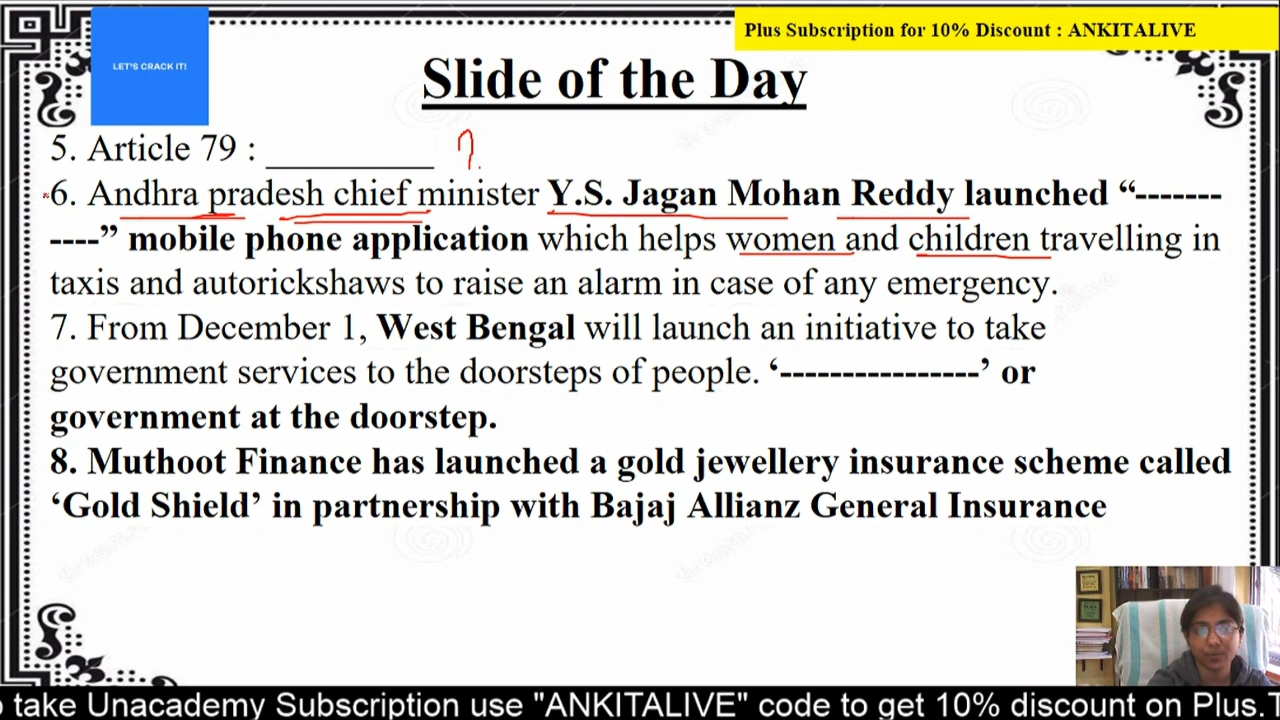 Plus Subscription for 10% Discount : ANKITALIVE
LET'S CRACK IT!
Slide of the Day
5. Article 79 : __________ ?
6. Andhra pradesh chief minister Y.S. Jagan Mohan Reddy launched “-------
----” mobile phone application which helps women and children travelling in
taxis and autorickshaws to raise an alarm in case of any emergency.
7. From December 1, West Bengal will launch an initiative to take
government services to the doorsteps of people. ‘----------------’ or
government at the doorstep.
8. Muthoot Finance has launched a gold jewellery insurance scheme called
‘Gold Shield’ in partnership with Bajaj Allianz General Insurance
take Unacademy Subscription use "ANKITALIVE" code to get 10% discount on Plus.